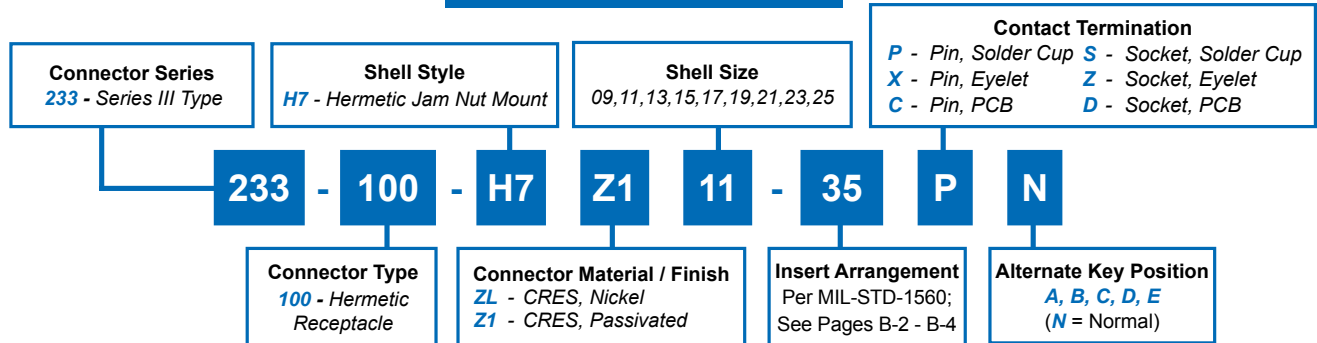 Connector Series
233 - Series III Type
Shell Style
H7 - Hermetic Jam Nut Mount
Shell Size
09,11,13,15,17,19,21,23,25
Contact Termination
P - Pin, Solder Cup S - Socket, Solder Cup
X - Pin, Eyelet Z - Socket, Eyelet
C - Pin, PCB D - Socket, PCB
233 - 100 - H7 Z1 11 - 35 P N
Connector Type
100 - Hermetic
Receptacle
Connector Material / Finish
ZL - CRES, Nickel
Z1 - CRES, Passivated
Insert Arrangement
Per MIL-STD-1560;
See Pages B-2 - B-4
Alternate Key Position
A, B, C, D, E
(N = Normal)